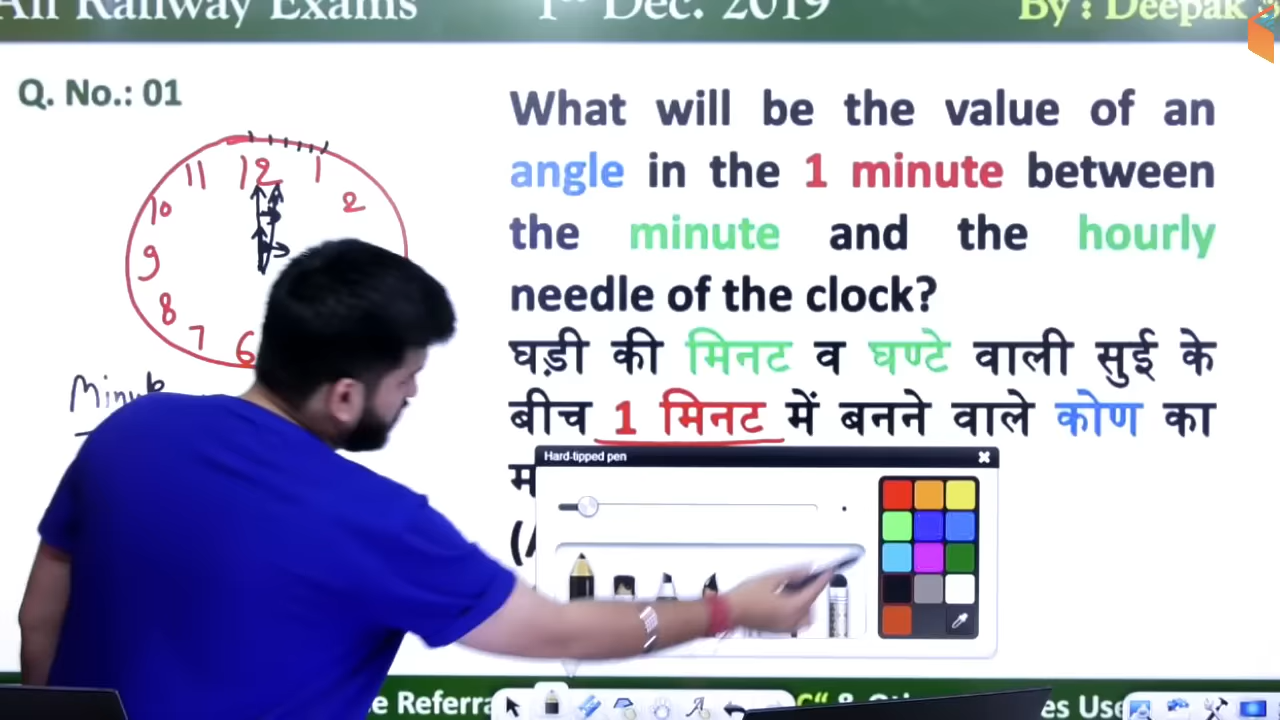 All Railway Exams 1st Dec. 2019 By : Deepak
Q. No.: 01
What will be the value of an
angle in the 1 minute between
the minute and the hourly
needle of the clock?
घड़ी की मिनट व घण्टे वाली सुई के
बीच 1 मिनट में बनने वाले कोण का
11 12 1
10 2
9
8
7 6
Minute
Hard-tipped pen